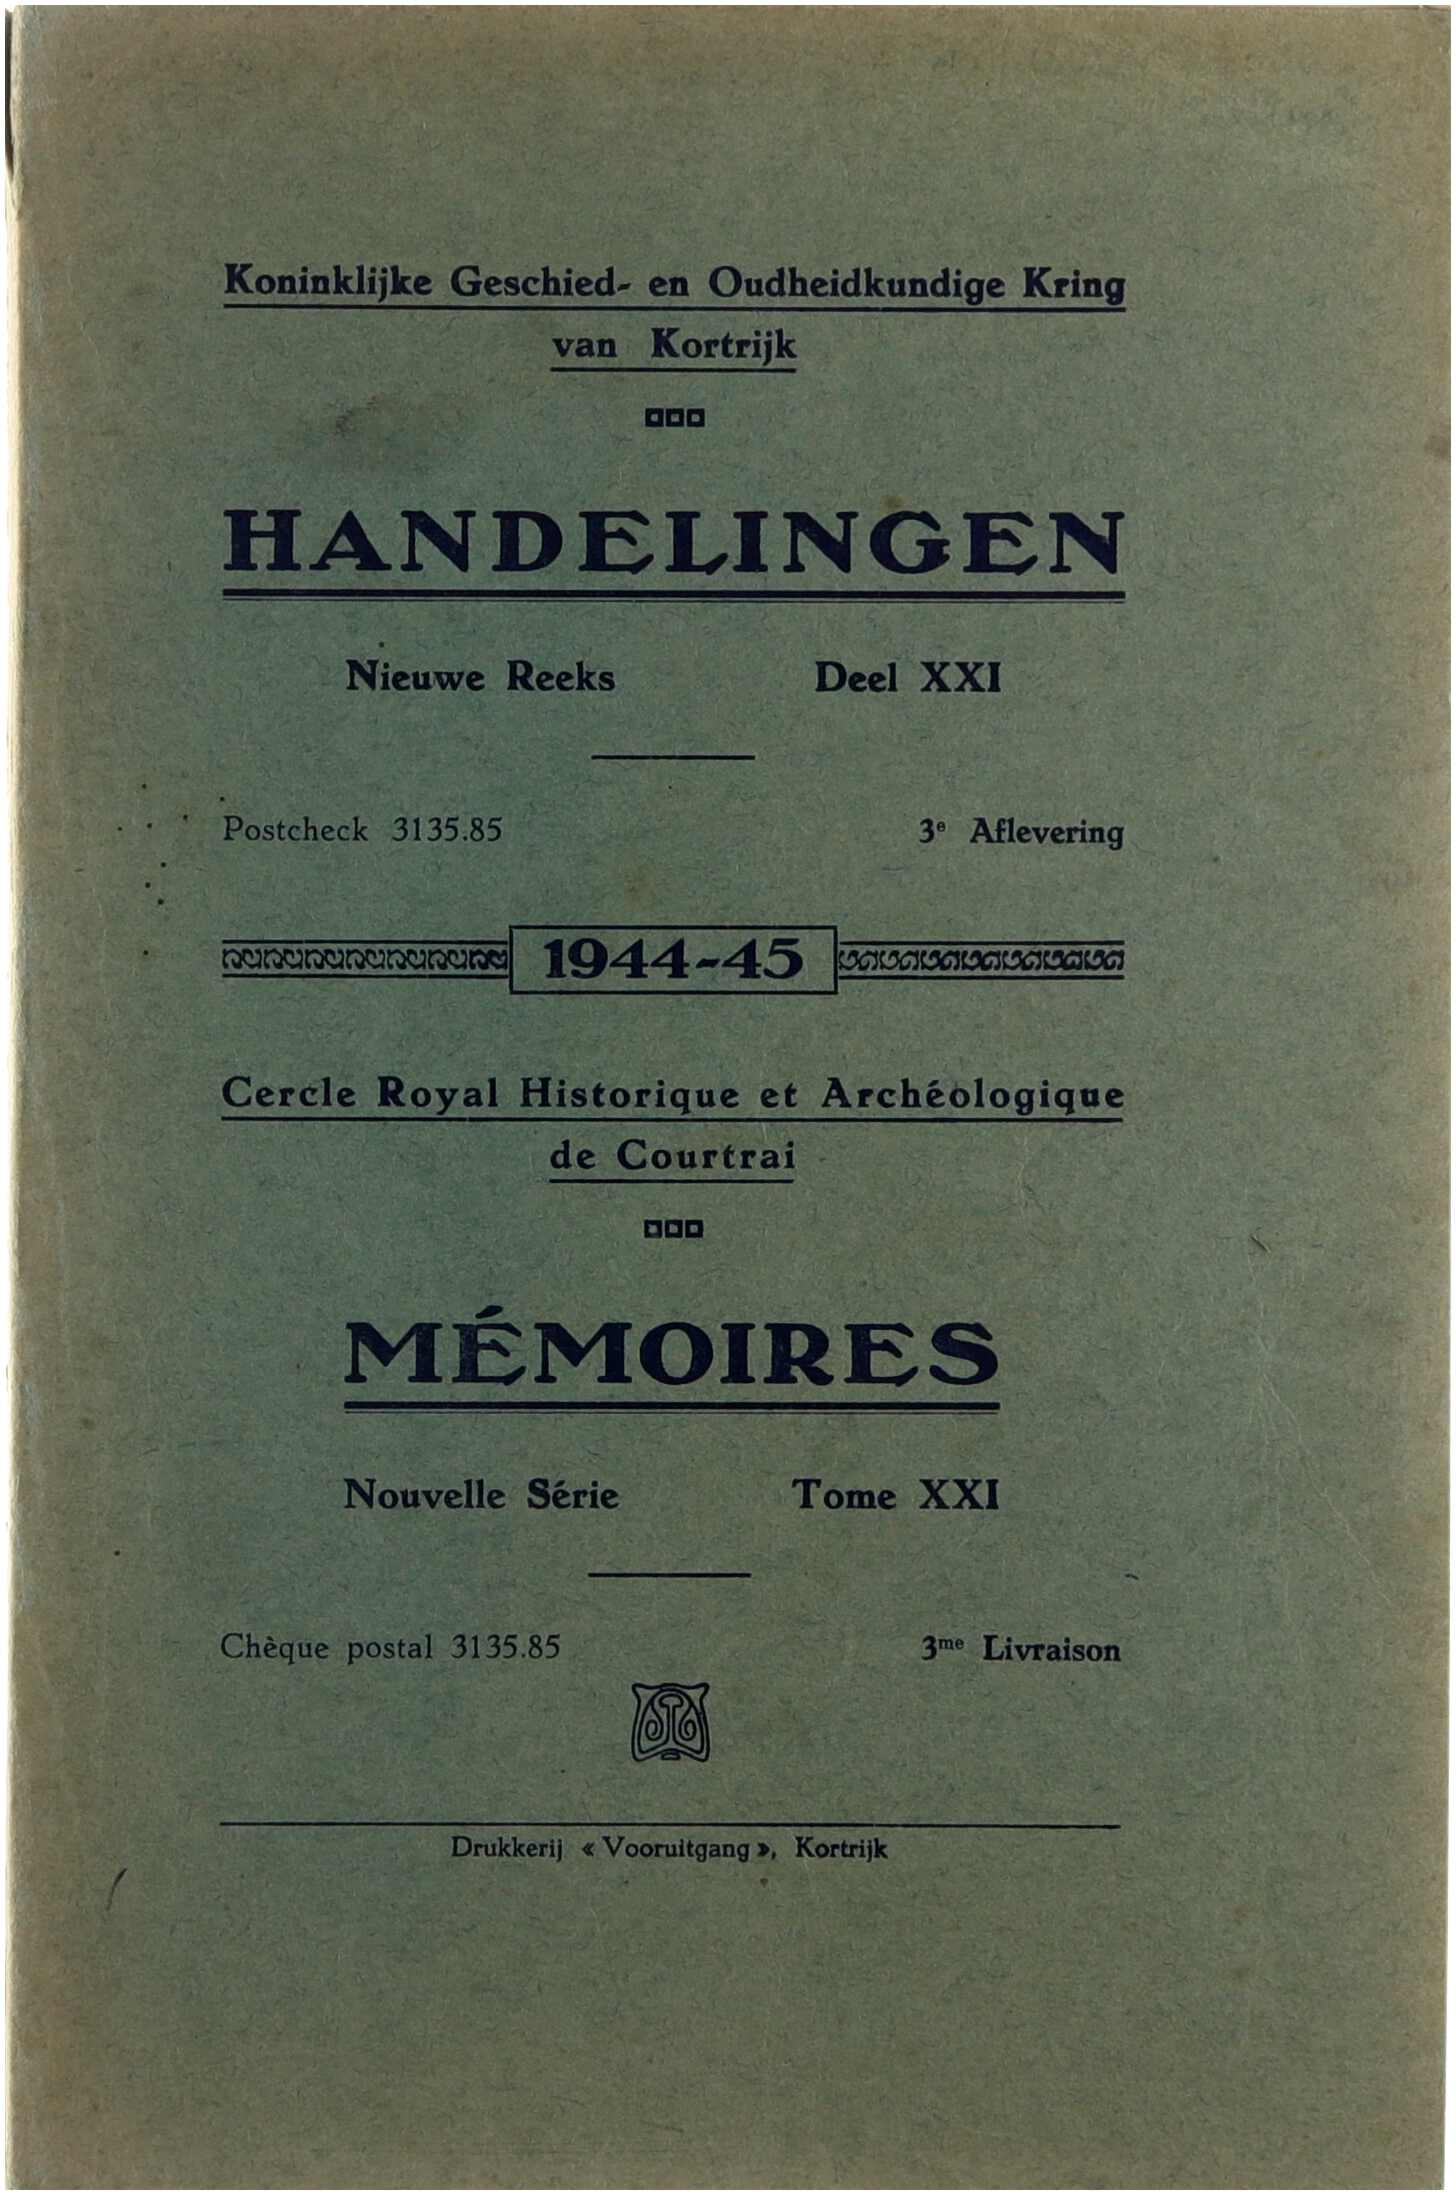 Koninklijke Geschied- en Oudheidkundige Kring
van Kortrijk
HANDELINGEN
Nieuwe Reeks Deel XXI
Postcheck 3135.85 3e Aflevering
1944-45
Cercle Royal Historique et Archéologique
de Courtrai
MÉMOIRES
Nouvelle Série Tome XXI
Chèque postal 3135.85 3me Livraison
Drukkerij « Vooruitgang », Kortrijk